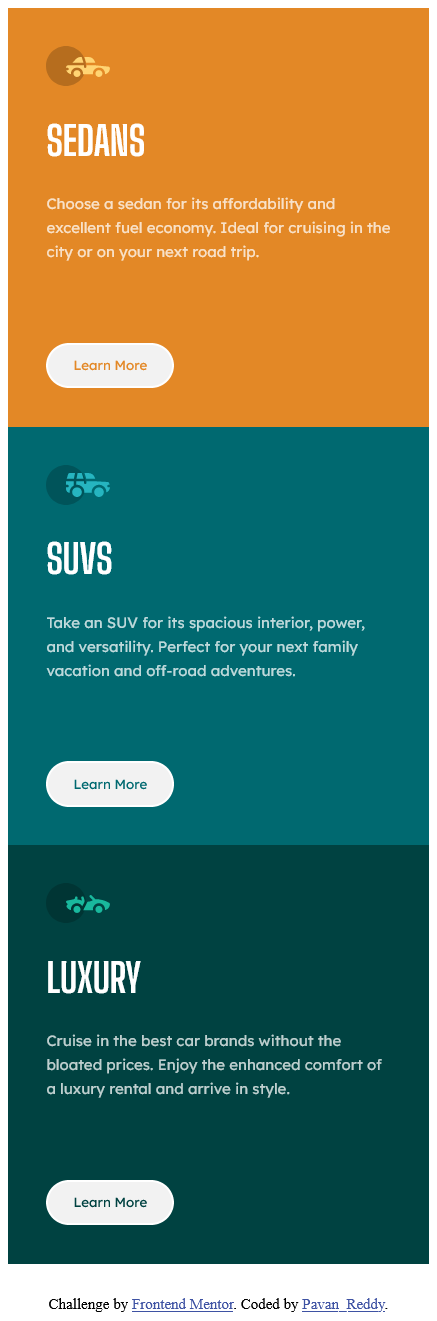 SEDANS
Choose a sedan for its affordability and
excellent fuel economy. Ideal for cruising in the
city or on your next road trip.
Learn More
SUVS
Take an SUV for its spacious interior, power,
and versatility. Perfect for your next family
vacation and off-road adventures.
Learn More
LUXURY
Cruise in the best car brands without the
bloated prices. Enjoy the enhanced comfort of
a luxury rental and arrive in style.
Learn More
Challenge by Frontend Mentor. Coded by Pavan_Reddy.